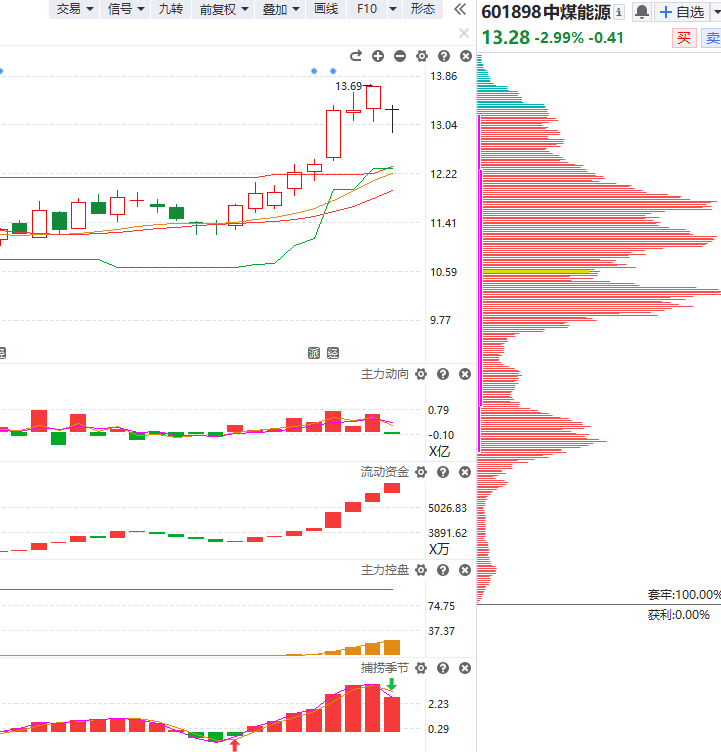 交易 信号 九转 前复权 叠加 画线 F10 形态
601898 中煤能源 自选
13.28 -2.99% -0.41 买 卖
13.86
13.69
13.04
12.22
11.41
10.59
9.77
派
主力动向
0.79
-0.10
X亿
流动资金
5026.83
3891.62
X万
套牢:100.00%
主力控盘
获利:0.00%
74.75
37.37
捕捞季节
2.23
0.29